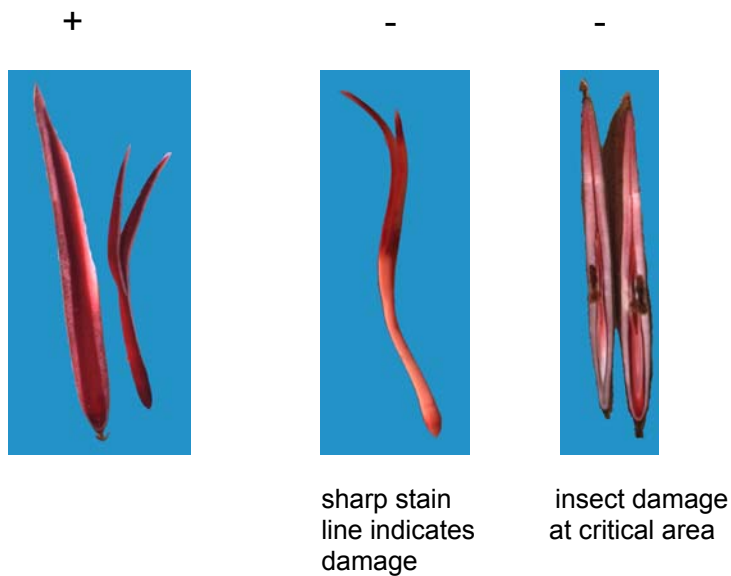 + - -
sharp stain
line indicates
damage
insect damage
at critical area